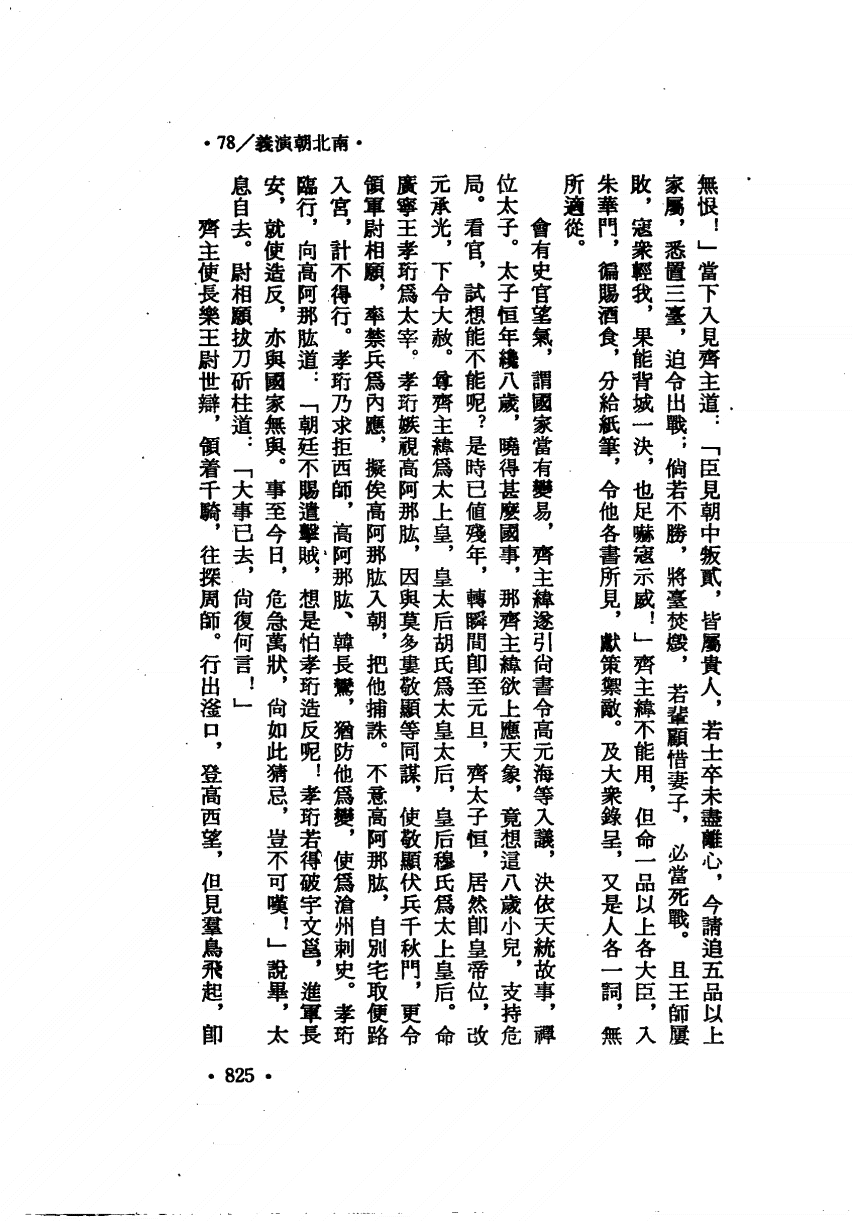 •78／義演朝北南•
無恨！」當下入見齊主道：「臣見朝中叛貳，皆屬貴人，若士卒未盡離心，今請追五品以上
家屬，悉置三臺，迫令出戰；倘若不勝，將臺焚燬，若輩顧惜妻子，必當死戰。且王師屢
敗，寇衆輕我，果能背城一決，也足嚇寇示威！」齊主緯不能用，但命一品以上各大臣，入
朱華門，徧賜酒食，分給紙筆，令他各書所見，獻策禦敵。及大衆錄呈，又是人各一詞，無
所適從。
會有史官望氣，謂國家當有變易，齊主緯遂引尙書令高元海等入議，決依天統故事，禪
位太子。太子恒年纔八歲，曉得甚麼國事，那齊主緯欲上應天象，竟想這八歲小兒，支持危
局。看官，試想能不能呢？是時已値殘年，轉瞬間卽至元旦，齊太子恒，居然卽皇帝位，改
元承光，下令大赦。尊齊主緯爲太上皇，皇太后胡氏爲太皇太后，皇后穆氏爲太上皇后。命
廣寧王孝珩爲太宰。孝珩嫉視高阿那肱，因與莫多婁敬顯等同謀，使敬顯伏兵千秋門，更令
領軍尉相願，率禁兵爲內應，擬俟高阿那肱入朝，把他捕誅。不意高阿那肱，自別宅取便路
入宮，計不得行。孝珩乃求拒西師，高阿那肱、韓長鸞，猶防他爲變，使爲滄州刺史。孝珩
臨行，向高阿那肱道：「朝廷不賜遣擊賊，想是怕孝珩造反呢！孝珩若得破宇文邕，進軍長
安，就使造反，亦與國家無與。事至今日，危急萬狀，尙如此猜忌，豈不可嘆！」說畢，太
息自去。尉相願拔刀斫柱道：「大事已去，尙復何言！」
齊主使長樂王尉世辯，領着千騎，往探周師。行出滏口，登高西望，但見羣鳥飛起，卽
•825•